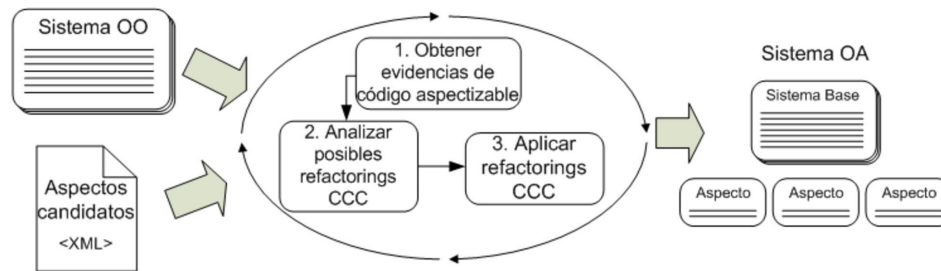 Sistema OO
Aspectos
candidatos
<XML>
1. Obtener
evidencias de
código aspectizable
2. Analizar
posibles
refactorings
CCC
3. Aplicar
refactorings
CCC
Sistema OA
Sistema Base
Aspecto
Aspecto
Aspecto